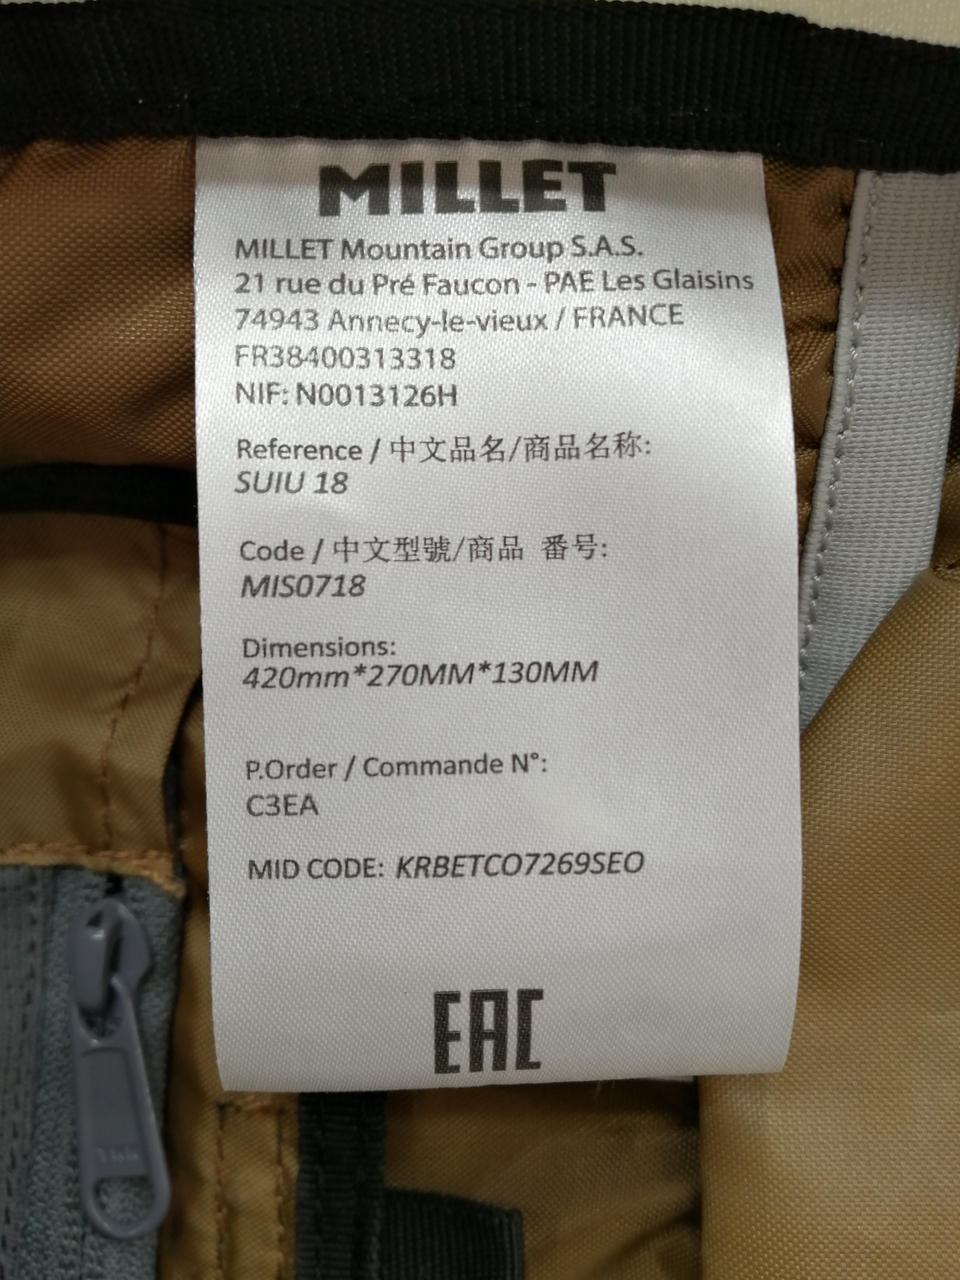 MILLET
MILLET Mountain Group S.A.S.
21 rue du Pré Faucon - PAE Les Glaisins
74943 Annecy-le-vieux / FRANCE
FR38400313318
NIF: N0013126H
Reference / 中文品名/商品名称:
SUIU 18
Code / 中文型號/商品 番号:
MIS0718
Dimensions:
420mm*270MM*130MM
P.Order / Commande N°:
C3EA
MID CODE: KRBETCO7269SEO
EAC